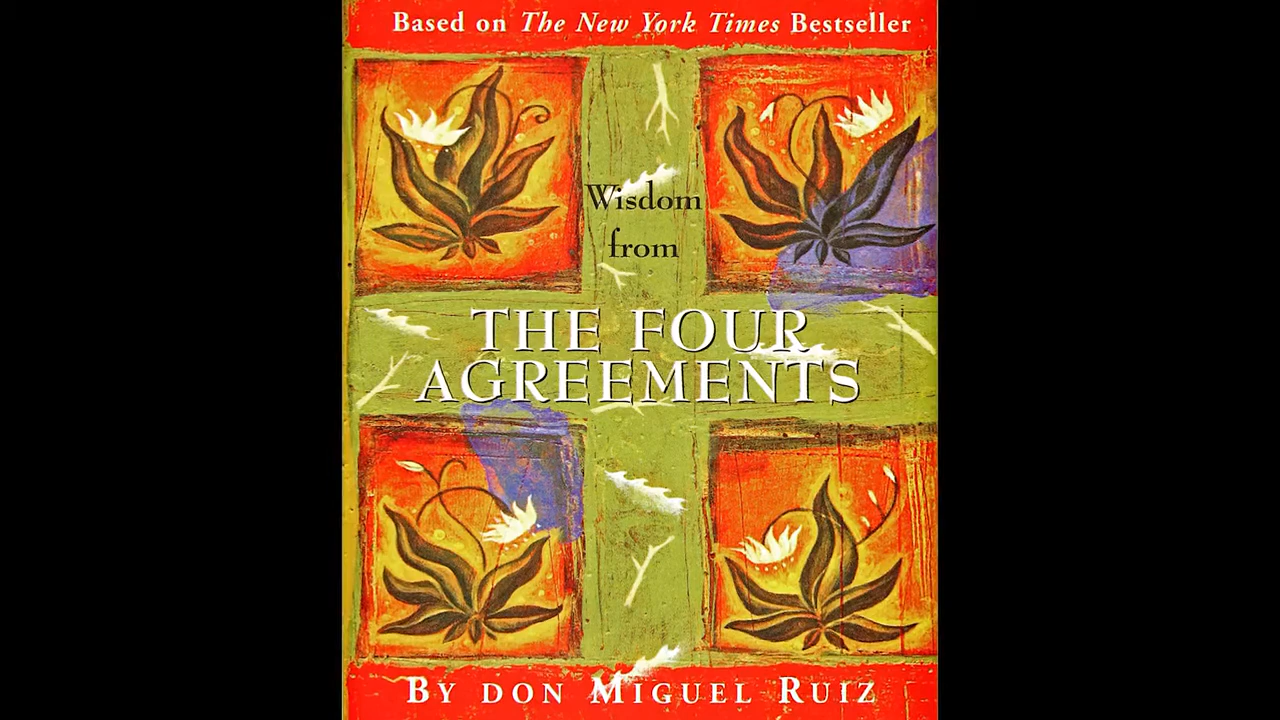 Based on The New York Times Bestseller
Wisdom
from
THE FOUR
AGREEMENTS
BY DON MIGUEL RUIZ